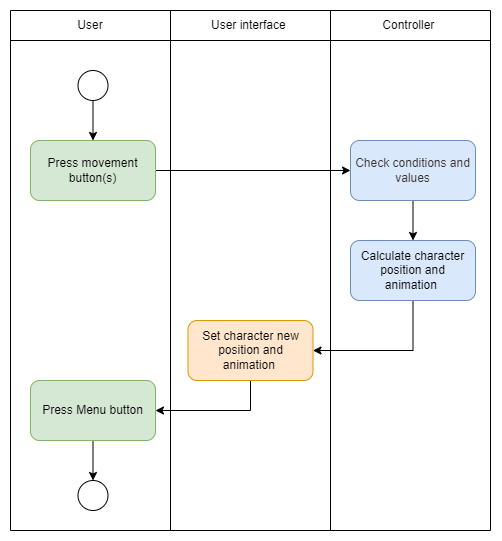 User
User interface
Controller
Press movement
button(s)
Check conditions and
values
Calculate character
position and
animation
Set character new
position and
animation
Press Menu button